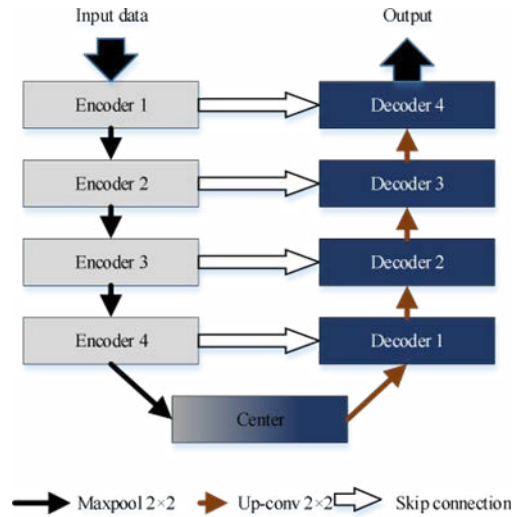 Input data Output
Encoder 1 Decoder 4
Encoder 2 Decoder 3
Encoder 3 Decoder 2
Encoder 4 Decoder 1
Center
Maxpool 2×2 Up-conv 2×2 Skip connection